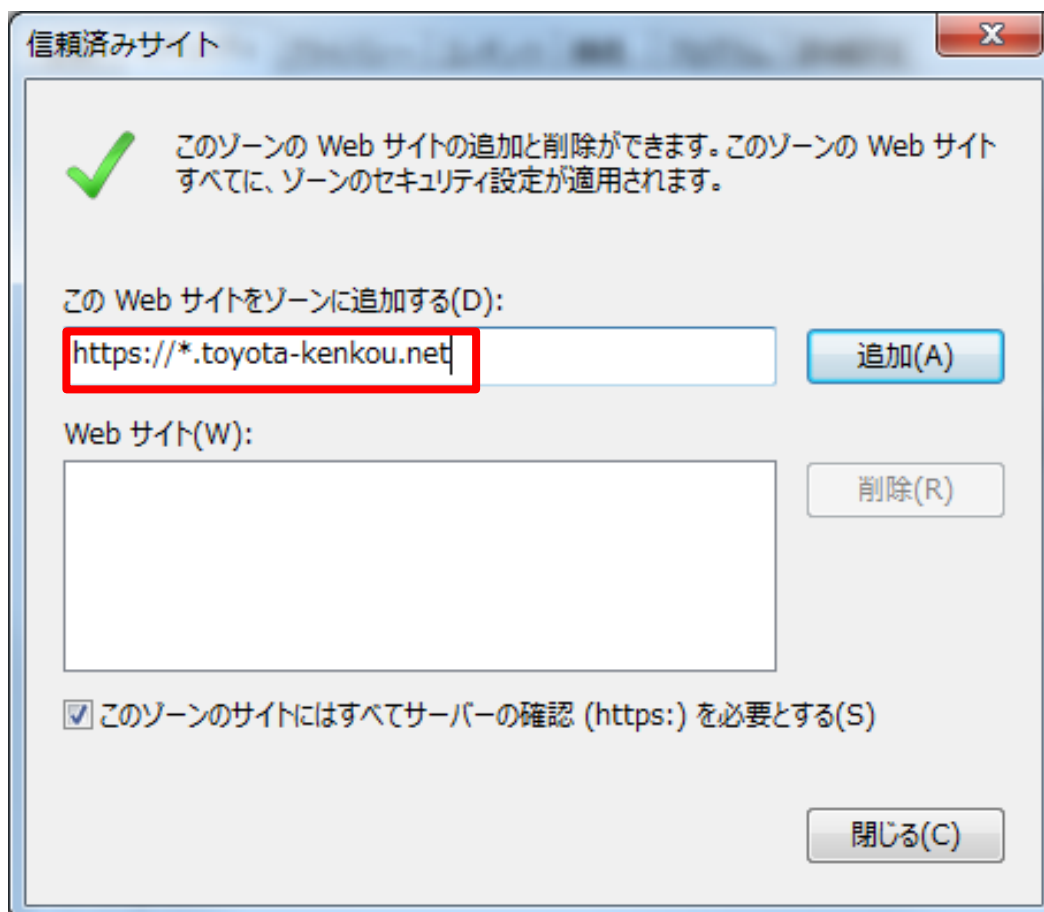 信頼済みサイト
このゾーンの Web サイトの追加と削除ができます。このゾーンの Web サイト
すべてに、ゾーンのセキュリティ設定が適用されます。
この Web サイトをゾーンに追加する(D):
https://*.toyota-kenkou.net
追加(A)
Web サイト(W):
削除(R)
このゾーンのサイトにはすべてサーバーの確認 (https:) を必要とする(S)
閉じる(C)